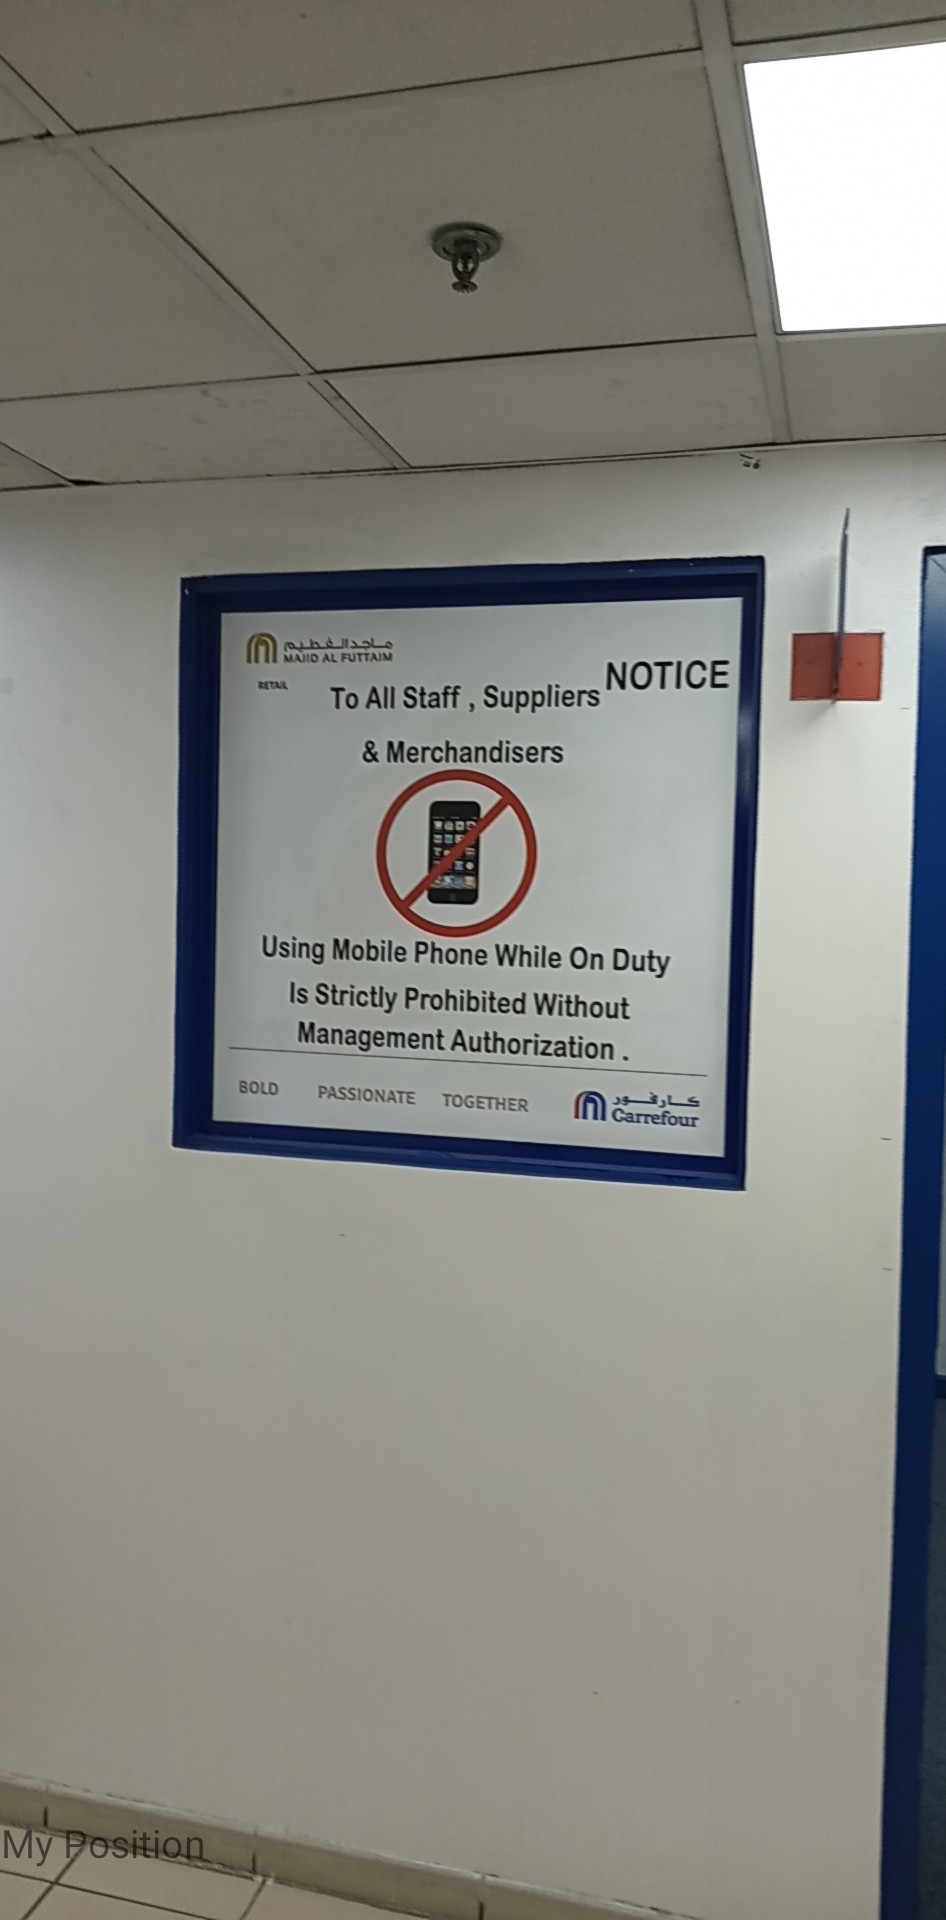 ماجد الفطيم
MAJID AL FUTTAIM
RETAIL
NOTICE
To All Staff , Suppliers
& Merchandisers
Using Mobile Phone While On Duty
Is Strictly Prohibited Without
Management Authorization .
BOLD PASSIONATE TOGETHER
كارفور
Carrefour
My Position